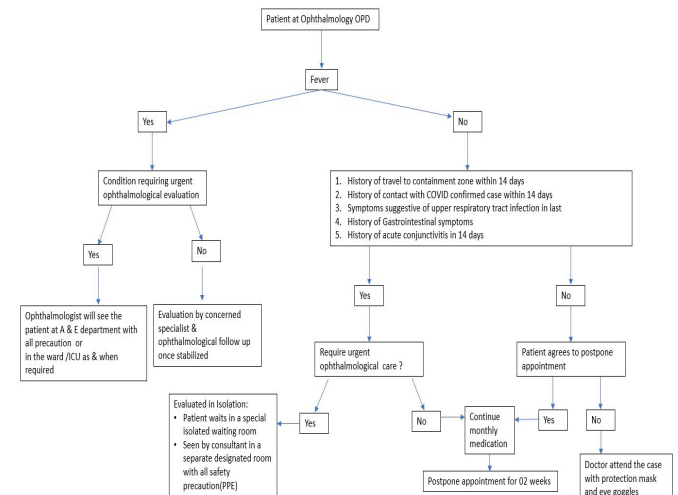 Patient at Ophthalmology OPD
Fever
Yes
No
Condition requiring urgent
ophthalmological evaluation
1. History of travel to containment zone within 14 days
2. History of contact with COVID confirmed case within 14 days
3. Symptoms suggestive of upper respiratory tract infection in last
4. History of Gastrointestinal symptoms
5. History of acute conjunctivitis in 14 days
Yes
No
Yes
No
Ophthalmologist will see the
patient at A & E department with
all precaution or
in the ward /ICU as & when
required
Evaluation by concerned
specialist &
ophthalmological follow up
once stabilized
Require urgent
ophthalmological care ?
Patient agrees to postpone
appointment
Evaluated in Isolation:
• Patient waits in a special
isolated waiting room
• Seen by consultant in a
separate designated room
with all safety
precaution(PPE)
Yes
No
Continue
monthly
medication
Yes
No
Postpone appointment for 02 weeks
Doctor attend the case
with protection mask
and eye goggles